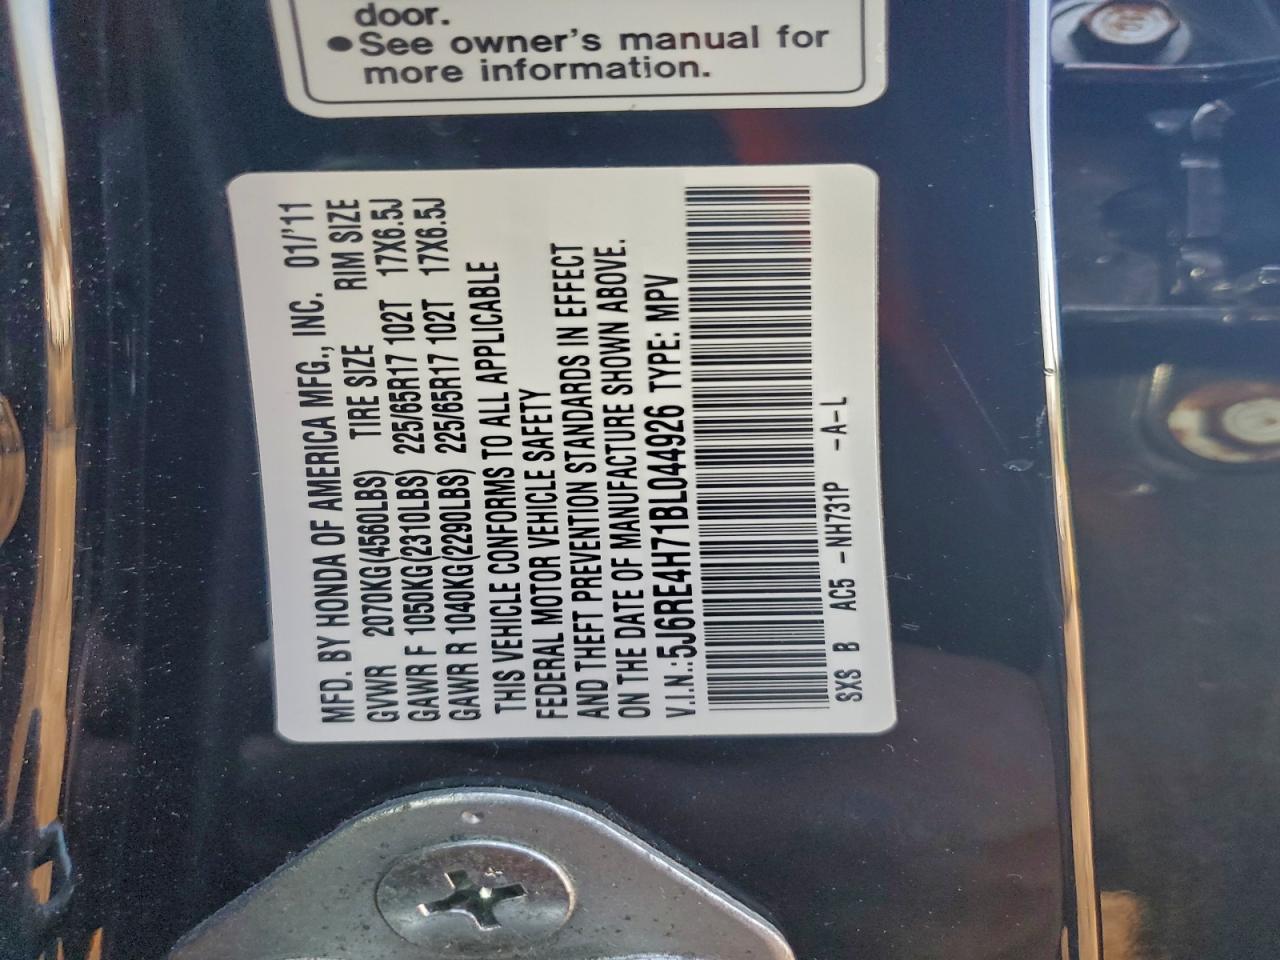 door.
●See owner's manual for
more information.
MFD. BY HONDA OF AMERICA MFG., INC. 01/'11
GVWR 2070KG(4560LBS) TIRE SIZE RIM SIZE
GAWR F 1050KG(2310LBS) 225/65R17 102T 17X6.5J
GAWR R 1040KG(2290LBS) 225/65R17 102T 17X6.5J
THIS VEHICLE CONFORMS TO ALL APPLICABLE
FEDERAL MOTOR VEHICLE SAFETY
AND THEFT PREVENTION STANDARDS IN EFFECT
ON THE DATE OF MANUFACTURE SHOWN ABOVE.
V.I.N.:5J6RE4H71BL044926 TYPE: MPV
SXS B AC5 -NH731P -A-L